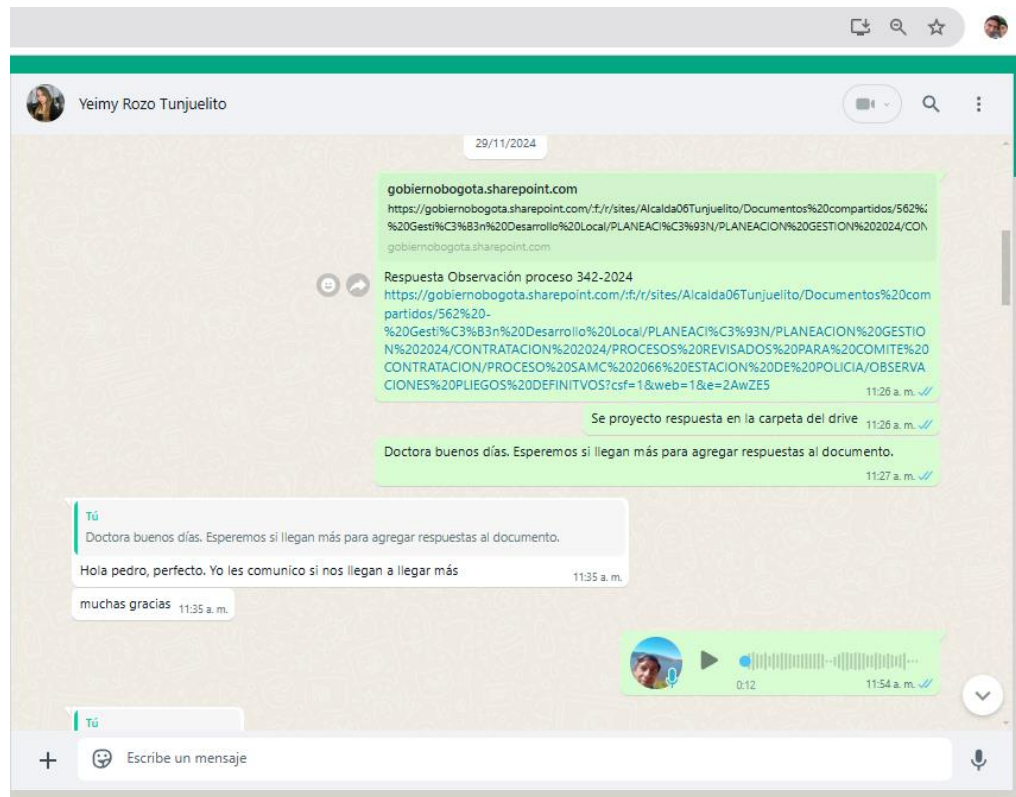 Yeimy Rozo Tunjuelito
29/11/2024
gobiernobogota.sharepoint.com
https://gobiernobogota.sharepoint.com/:f:/r/sites/Alcalda06Tunjuelito/Documentos%20compartidos/562%2
%20Gesti%C3%B3n%20Desarrollo%20Local/PLANEACI%C3%93N/PLANEACION%20GESTION%202024/CON
gobiernobogota.sharepoint.com
Respuesta Observación proceso 342-2024
https://gobiernobogota.sharepoint.com/:f:/r/sites/Alcalda06Tunjuelito/Documentos%20com
partidos/562%20-
%20Gesti%C3%B3n%20Desarrollo%20Local/PLANEACI%C3%93N/PLANEACION%20GESTIO
N%202024/CONTRATACION%202024/PROCESOS%20REVISADOS%20PARA%20COMITE%20
CONTRATACION/PROCESO%20SAMC%202066%20ESTACION%20DE%20POLICIA/OBSERVA
CIONES%20PLIEGOS%20DEFINITVOS?csf=1&web=1&e=2AwZE5
11:26 a. m.
Se proyecto respuesta en la carpeta del drive 11:26 a. m.
Doctora buenos días. Esperemos si llegan más para agregar respuestas al documento.
11:27 a. m.
Tú
Doctora buenos días. Esperemos si llegan más para agregar respuestas al documento.
Hola pedro, perfecto. Yo les comunico si nos llegan a llegar más 11:35 a. m.
muchas gracias 11:35 a. m.
0:12 11:54 a. m.
Tú
Escribe un mensaje